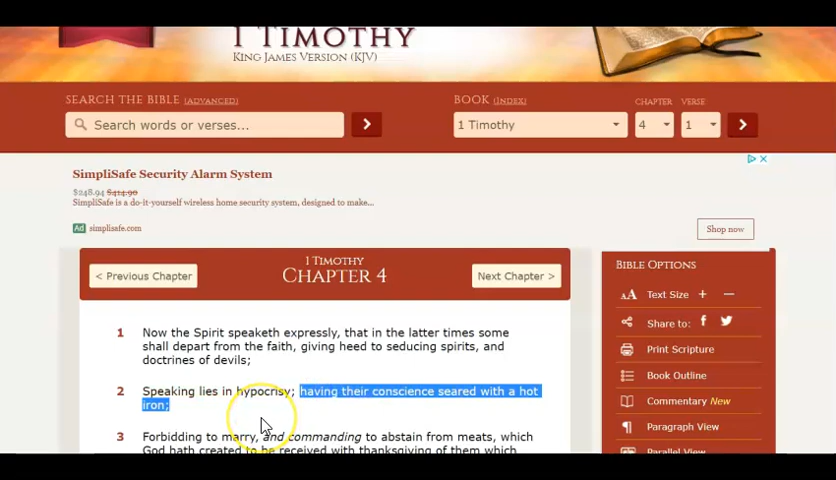 1 TIMOTHY
KING JAMES VERSION (KJV)
SEARCH THE BIBLE (ADVANCED)
BOOK (INDEX)
CHAPTER
VERSE
Search words or verses...
1 Timothy
4
1
SimpliSafe Security Alarm System
$248.94 $414.90
SimpliSafe is a do-it-yourself wireless home security system, designed to make...
Ad simplisafe.com
Shop now
< Previous Chapter
1 TIMOTHY
CHAPTER 4
Next Chapter >
1 Now the Spirit speaketh expressly, that in the latter times some
shall depart from the faith, giving heed to seducing spirits, and
doctrines of devils;
2 Speaking lies in hypocrisy; having their conscience seared with a hot
iron;
3 Forbidding to marry, and commanding to abstain from meats, which
God hath created to be received with thanksgiving of them which
BIBLE OPTIONS
AA Text Size + −
Share to: f
Print Scripture
Book Outline
Commentary New
¶ Paragraph View
Parallel View